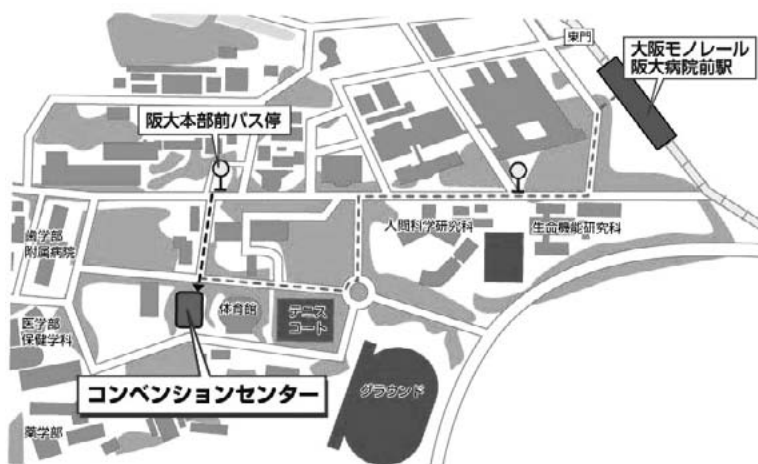 東門
大阪モノレール
阪大病院前駅
阪大本部前バス停
歯学部
附属病院
人間科学研究科
生命機能研究科
医学部
保健学科
体育館
テニス
コート
コンベンションセンター
グラウンド
薬学部